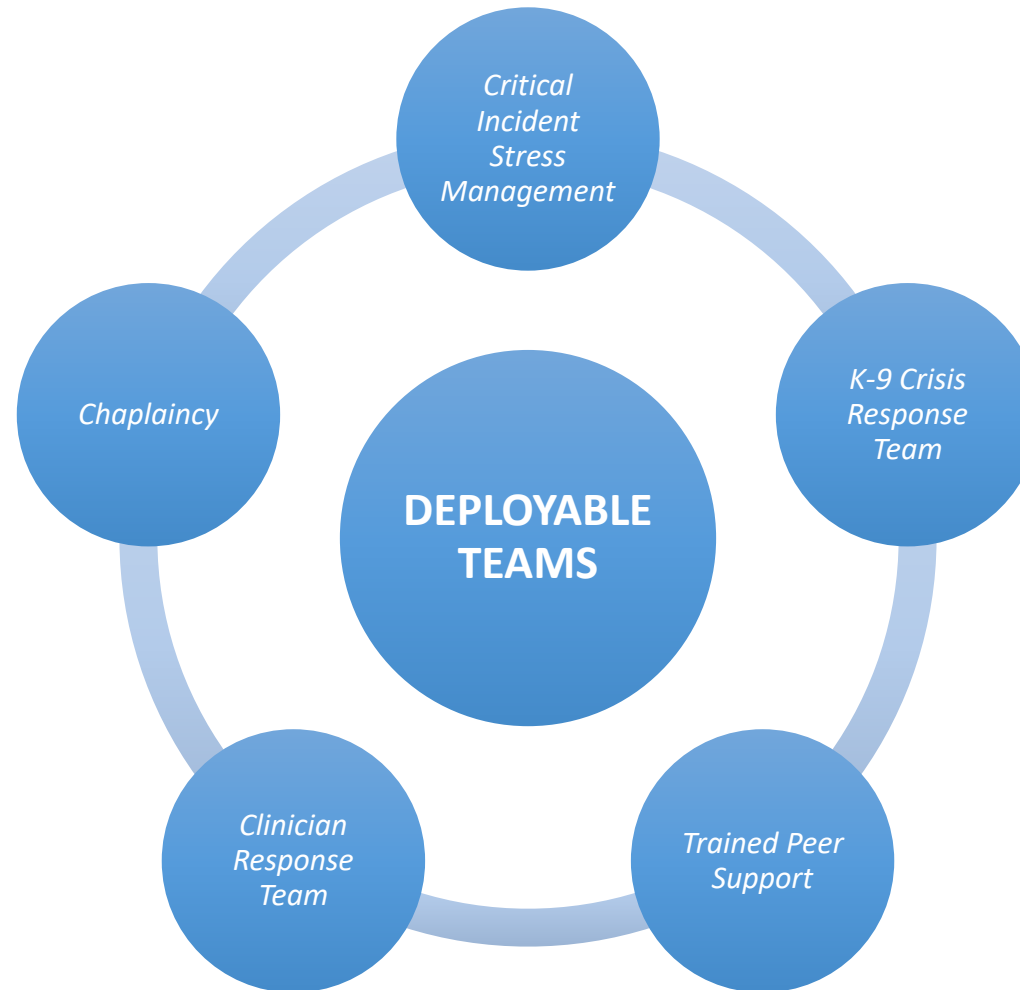 Critical
Incident
Stress
Management
K-9 Crisis
Response
Team
Trained Peer
Support
Clinician
Response
Team
Chaplaincy
DEPLOYABLE
TEAMS